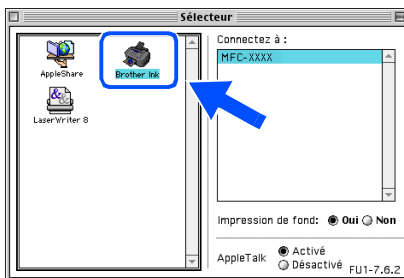 Sélecteur
AppleShare
Brother Ink
LaserWriter 8
Connectez à :
MFC-XXXX
Impression de fond: Oui Non
AppleTalk
Activé
Désactivé
FU1-7.6.2